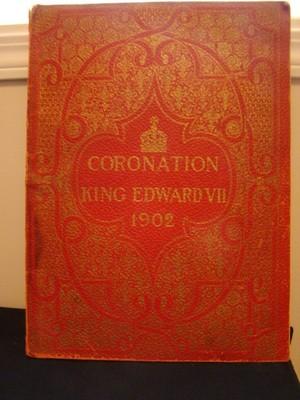 CORONATION
KING EDWARD VII
1902